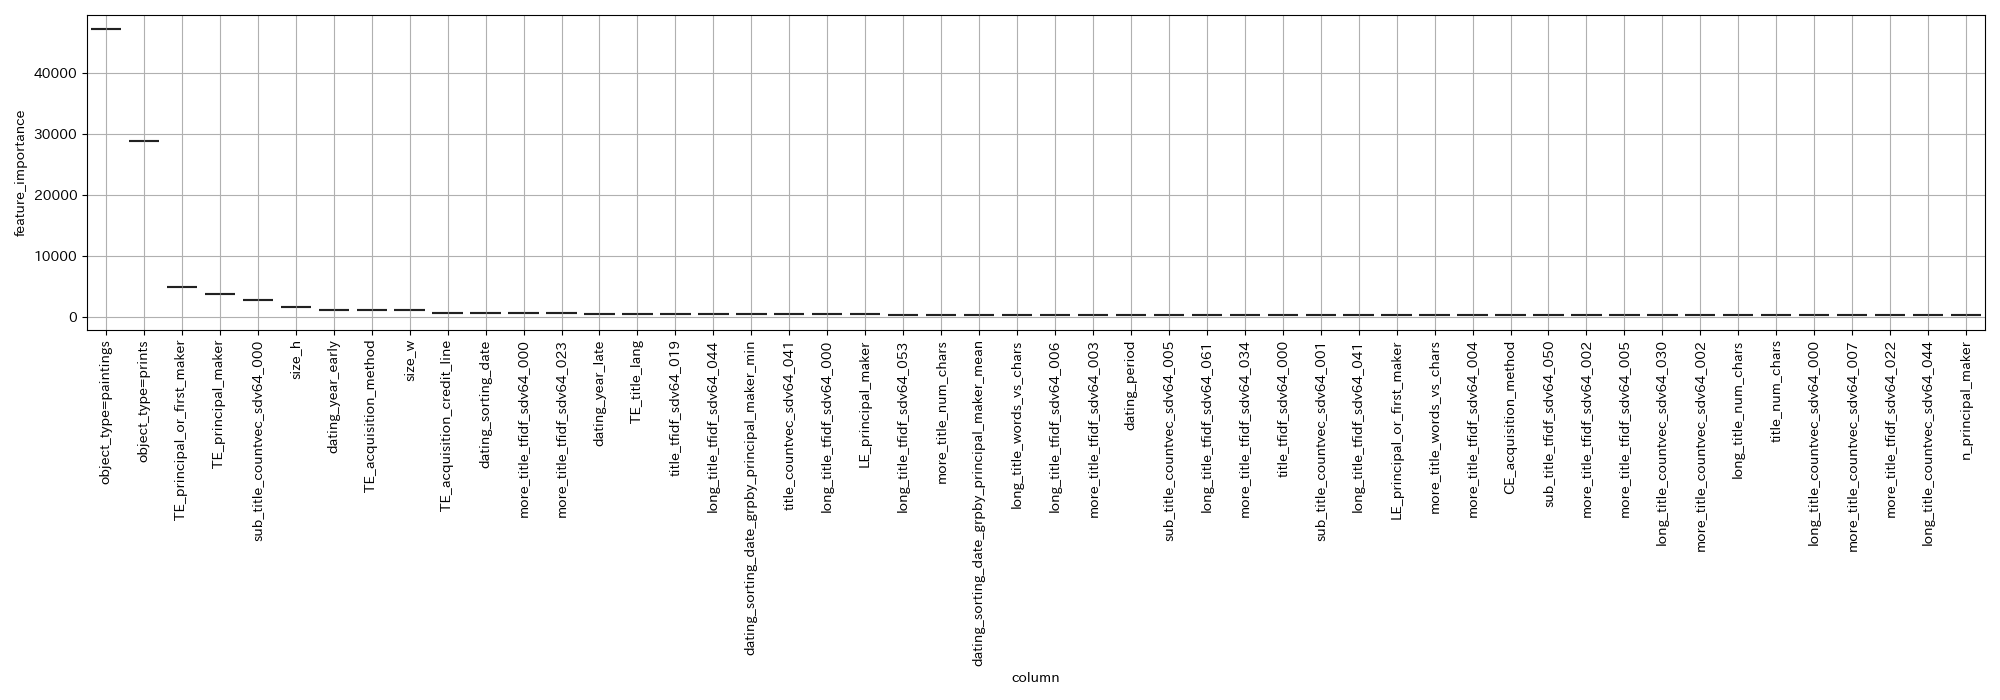 feature_importance
40000
30000
20000
10000
0
object_type=paintings
object_type=prints
TE_principal_or_first_maker
TE_principal_maker
sub_title_countvec_sdv64_000
size_h
dating_year_early
TE_acquisition_method
size_w
TE_acquisition_credit_line
dating_sorting_date
more_title_tfidf_sdv64_000
more_title_tfidf_sdv64_023
dating_year_late
TE_title_lang
title_tfidf_sdv64_019
long_title_tfidf_sdv64_044
dating_sorting_date_grpby_principal_maker_min
title_countvec_sdv64_041
long_title_tfidf_sdv64_000
LE_principal_maker
long_title_tfidf_sdv64_053
more_title_num_chars
dating_sorting_date_grpby_principal_maker_mean
long_title_words_vs_chars
long_title_tfidf_sdv64_006
more_title_tfidf_sdv64_003
dating_period
sub_title_countvec_sdv64_005
long_title_tfidf_sdv64_061
more_title_tfidf_sdv64_034
title_tfidf_sdv64_000
sub_title_countvec_sdv64_001
long_title_tfidf_sdv64_041
LE_principal_or_first_maker
more_title_words_vs_chars
more_title_tfidf_sdv64_004
CE_acquisition_method
sub_title_tfidf_sdv64_050
more_title_tfidf_sdv64_002
more_title_tfidf_sdv64_005
long_title_countvec_sdv64_030
more_title_countvec_sdv64_002
long_title_num_chars
title_num_chars
long_title_countvec_sdv64_000
more_title_countvec_sdv64_007
more_title_tfidf_sdv64_022
long_title_countvec_sdv64_044
n_principal_maker
column